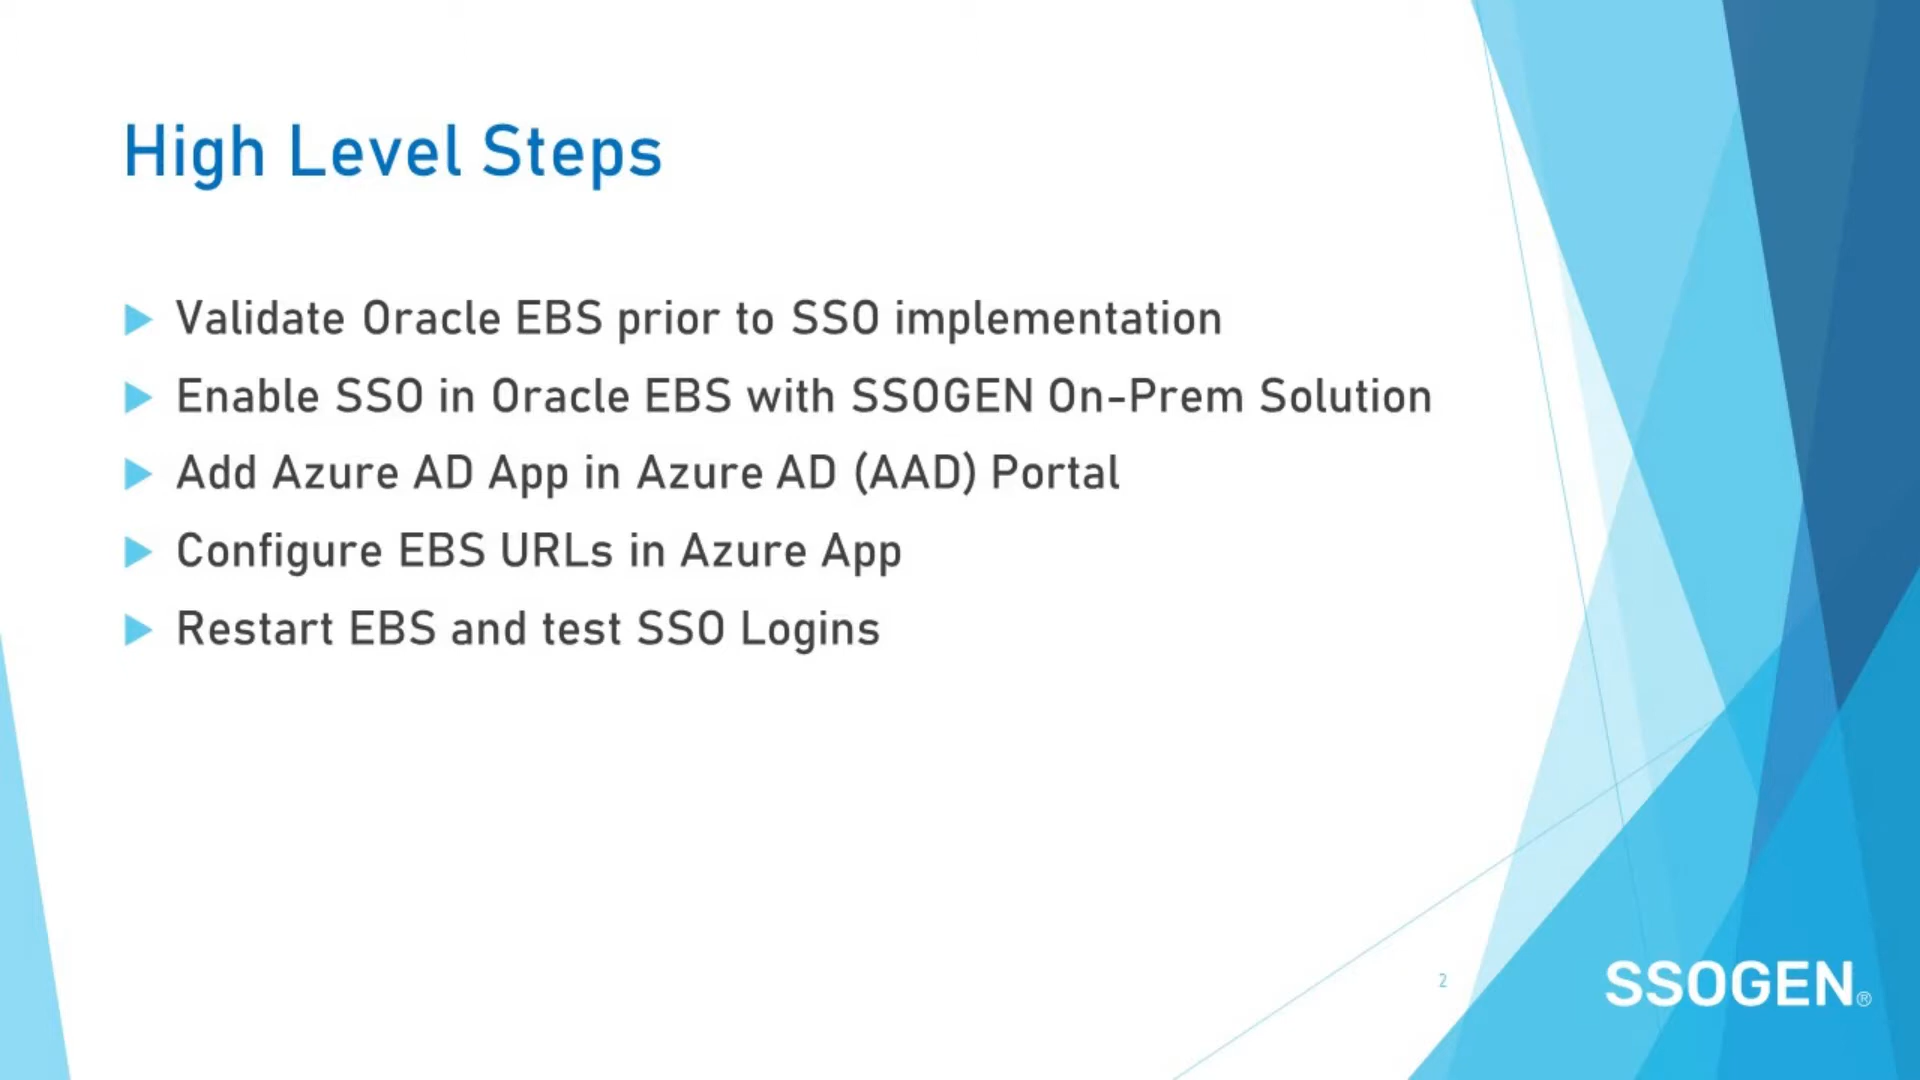 High Level Steps
Validate Oracle EBS prior to SSO implementation
Enable SSO in Oracle EBS with SSOGEN On-Prem Solution
Add Azure AD App in Azure AD (AAD) Portal
Configure EBS URLs in Azure App
Restart EBS and test SSO Logins
2
SSOGEN®